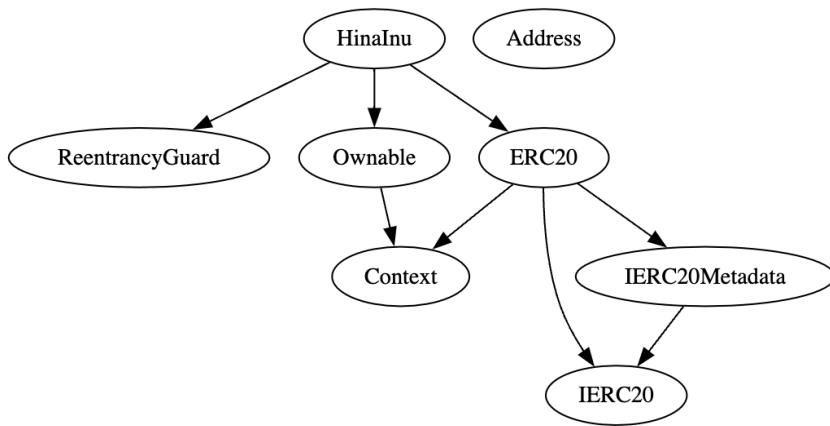 HinaInu
Address
ReentrancyGuard
Ownable
ERC20
Context
IERC20Metadata
IERC20